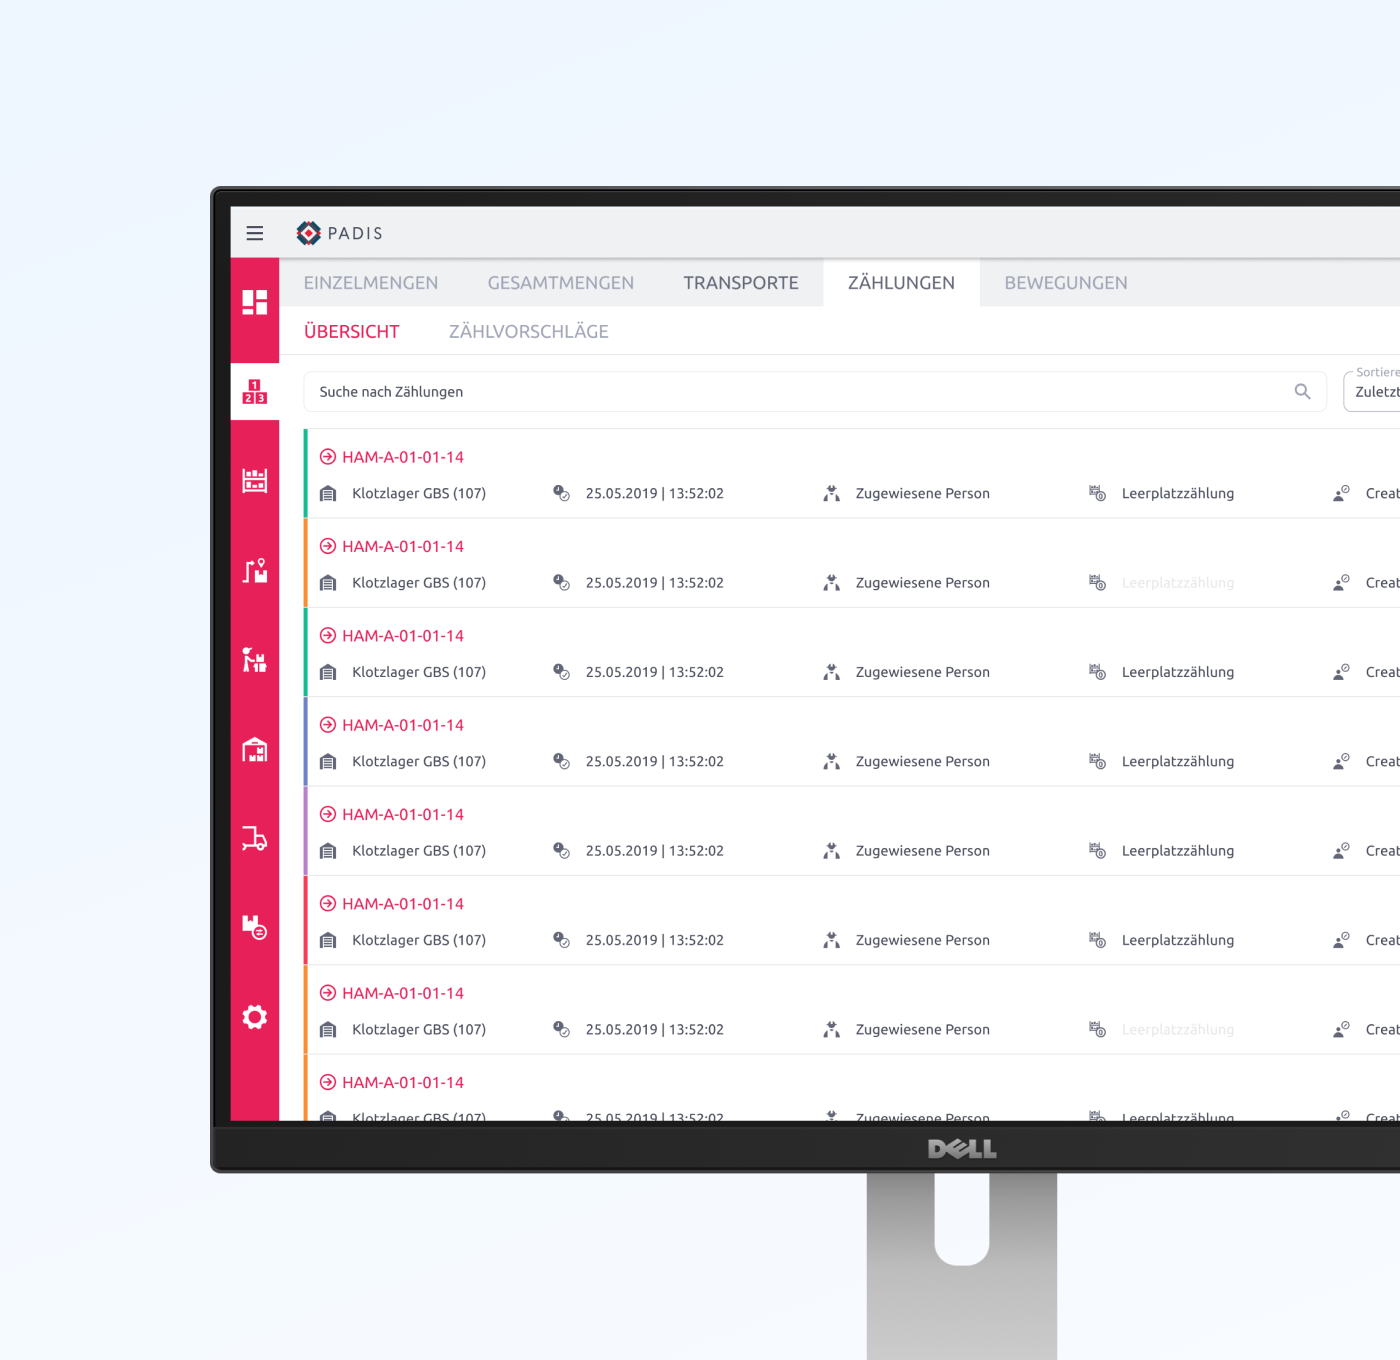 PADIS
EINZELMENGEN GESAMTMENGEN TRANSPORTE ZÄHLUNGEN BEWEGUNGEN
ÜBERSICHT ZÄHLVORSCHLÄGE
Sortiere
Suche nach Zählungen Zuletzt
1
2 3
HAM-A-01-01-14
Klotzlager GBS (107) 25.05.2019 | 13:52:02 Zugewiesene Person Leerplatzzählung Creat
HAM-A-01-01-14
Klotzlager GBS (107) 25.05.2019 | 13:52:02 Zugewiesene Person Leerplatzzählung Creat
HAM-A-01-01-14
Klotzlager GBS (107) 25.05.2019 | 13:52:02 Zugewiesene Person Leerplatzzählung Creat
HAM-A-01-01-14
Klotzlager GBS (107) 25.05.2019 | 13:52:02 Zugewiesene Person Leerplatzzählung Creat
HAM-A-01-01-14
Klotzlager GBS (107) 25.05.2019 | 13:52:02 Zugewiesene Person Leerplatzzählung Creat
HAM-A-01-01-14
Klotzlager GBS (107) 25.05.2019 | 13:52:02 Zugewiesene Person Leerplatzzählung Creat
HAM-A-01-01-14
Klotzlager GBS (107) 25.05.2019 | 13:52:02 Zugewiesene Person Leerplatzzählung Creat
HAM-A-01-01-14
Klotzlager GBS (107) 25.05.2019 | 13:52:02 Zugewiesene Person Leerplatzzählung Creat
DELL